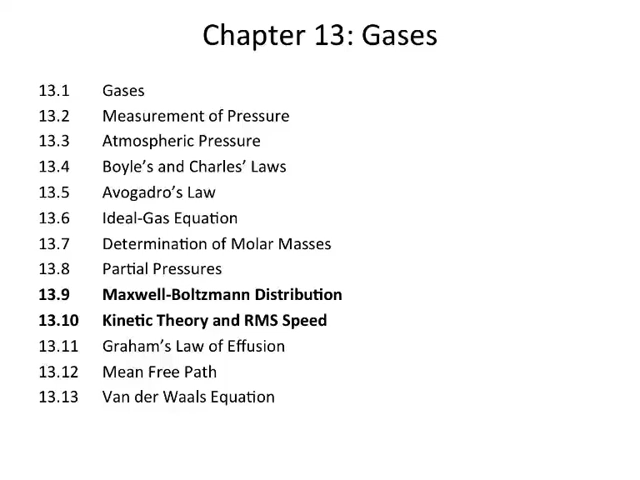 Chapter 13: Gases
13.1 Gases
13.2 Measurement of Pressure
13.3 Atmospheric Pressure
13.4 Boyle's and Charles' Laws
13.5 Avogadro's Law
13.6 Ideal-Gas Equation
13.7 Determination of Molar Masses
13.8 Partial Pressures
13.9 Maxwell-Boltzmann Distribution
13.10 Kinetic Theory and RMS Speed
13.11 Graham's Law of Effusion
13.12 Mean Free Path
13.13 Van der Waals Equation